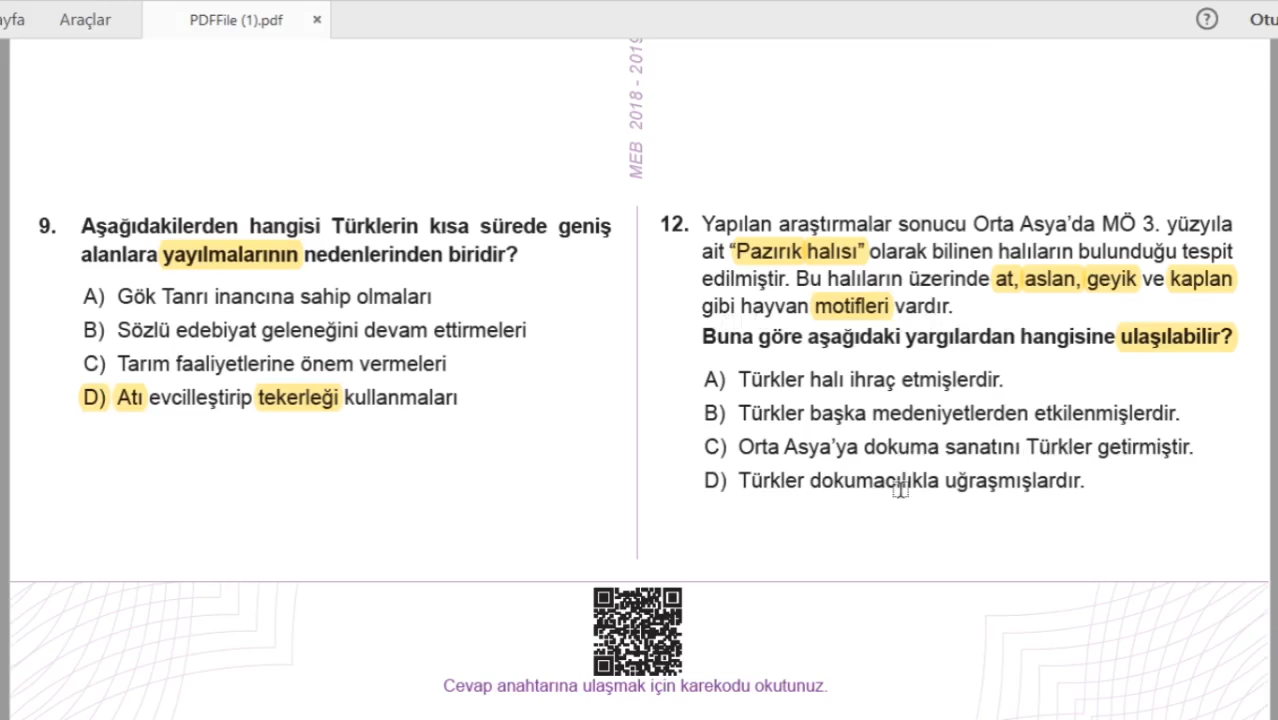 ayfa
Araçlar
PDFFile (1).pdf
×
?
Otu
MEB 2018 - 2019
9. Aşağıdakilerden hangisi Türklerin kısa sürede geniş
alanlara yayılmalarının nedenlerinden biridir?
A) Gök Tanrı inancına sahip olmaları
B) Sözlü edebiyat geleneğini devam ettirmeleri
C) Tarım faaliyetlerine önem vermeleri
D) Atı evcilleştirip tekerleği kullanmaları
12. Yapılan araştırmalar sonucu Orta Asya’da MÖ 3. yüzyıla
ait “Pazırık halısı” olarak bilinen halıların bulunduğu tespit
edilmiştir. Bu halıların üzerinde at, aslan, geyik ve kaplan
gibi hayvan motifleri vardır.
Buna göre aşağıdaki yargılardan hangisine ulaşılabilir?
A) Türkler halı ihraç etmişlerdir.
B) Türkler başka medeniyetlerden etkilenmişlerdir.
C) Orta Asya’ya dokuma sanatını Türkler getirmiştir.
D) Türkler dokumacılıkla uğraşmışlardır.
Cevap anahtarına ulaşmak için karekodu okutunuz.